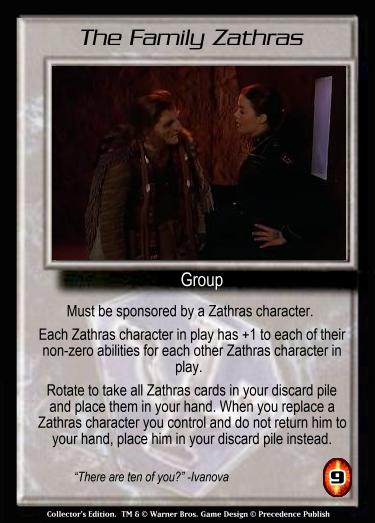 The Family Zathras
Group
Must be sponsored by a Zathras character.
Each Zathras character in play has +1 to each of their
non-zero abilities for each other Zathras character in
play.
Rotate to take all Zathras cards in your discard pile
and place them in your hand. When you replace a
Zathras character you control and do not return him to
your hand, place him in your discard pile instead.
"There are ten of you?" -Ivanova
9
Collector's Edition. TM & © Warner Bros. Game Design © Precedence Publish